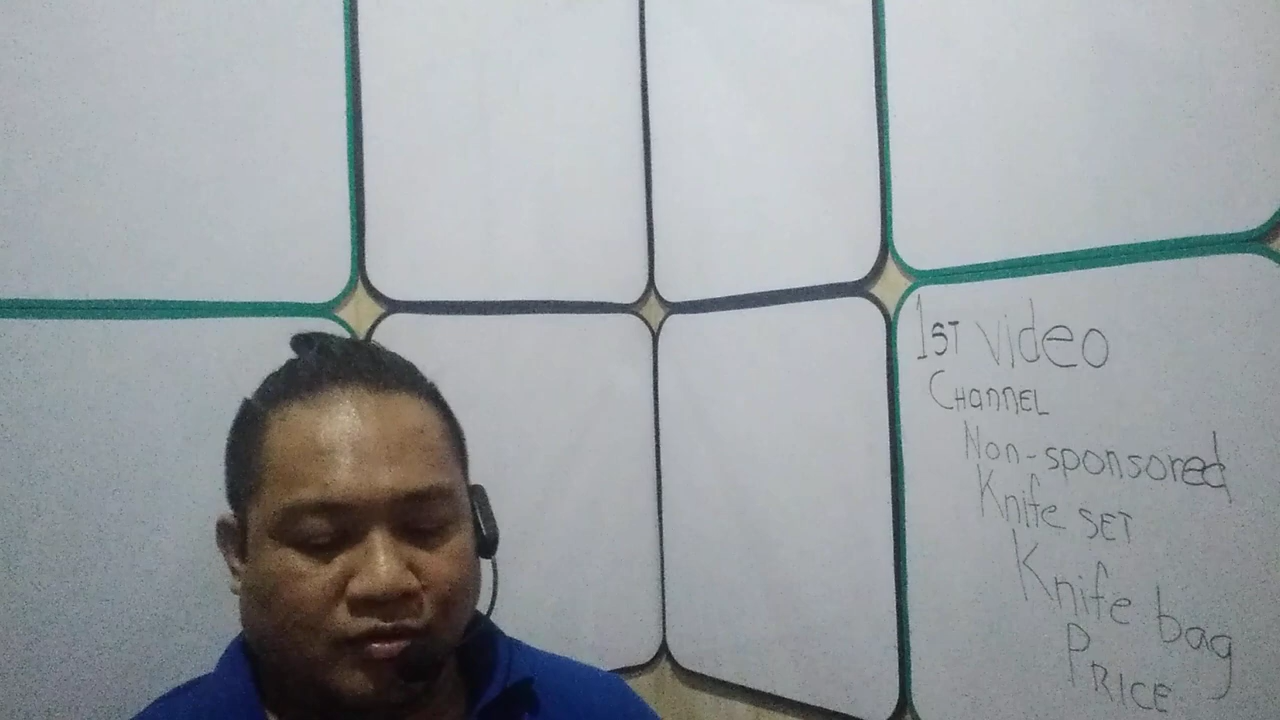 1ST video
CHannEL
Non-sponsored
Knife SET
Knife bag
PRICE